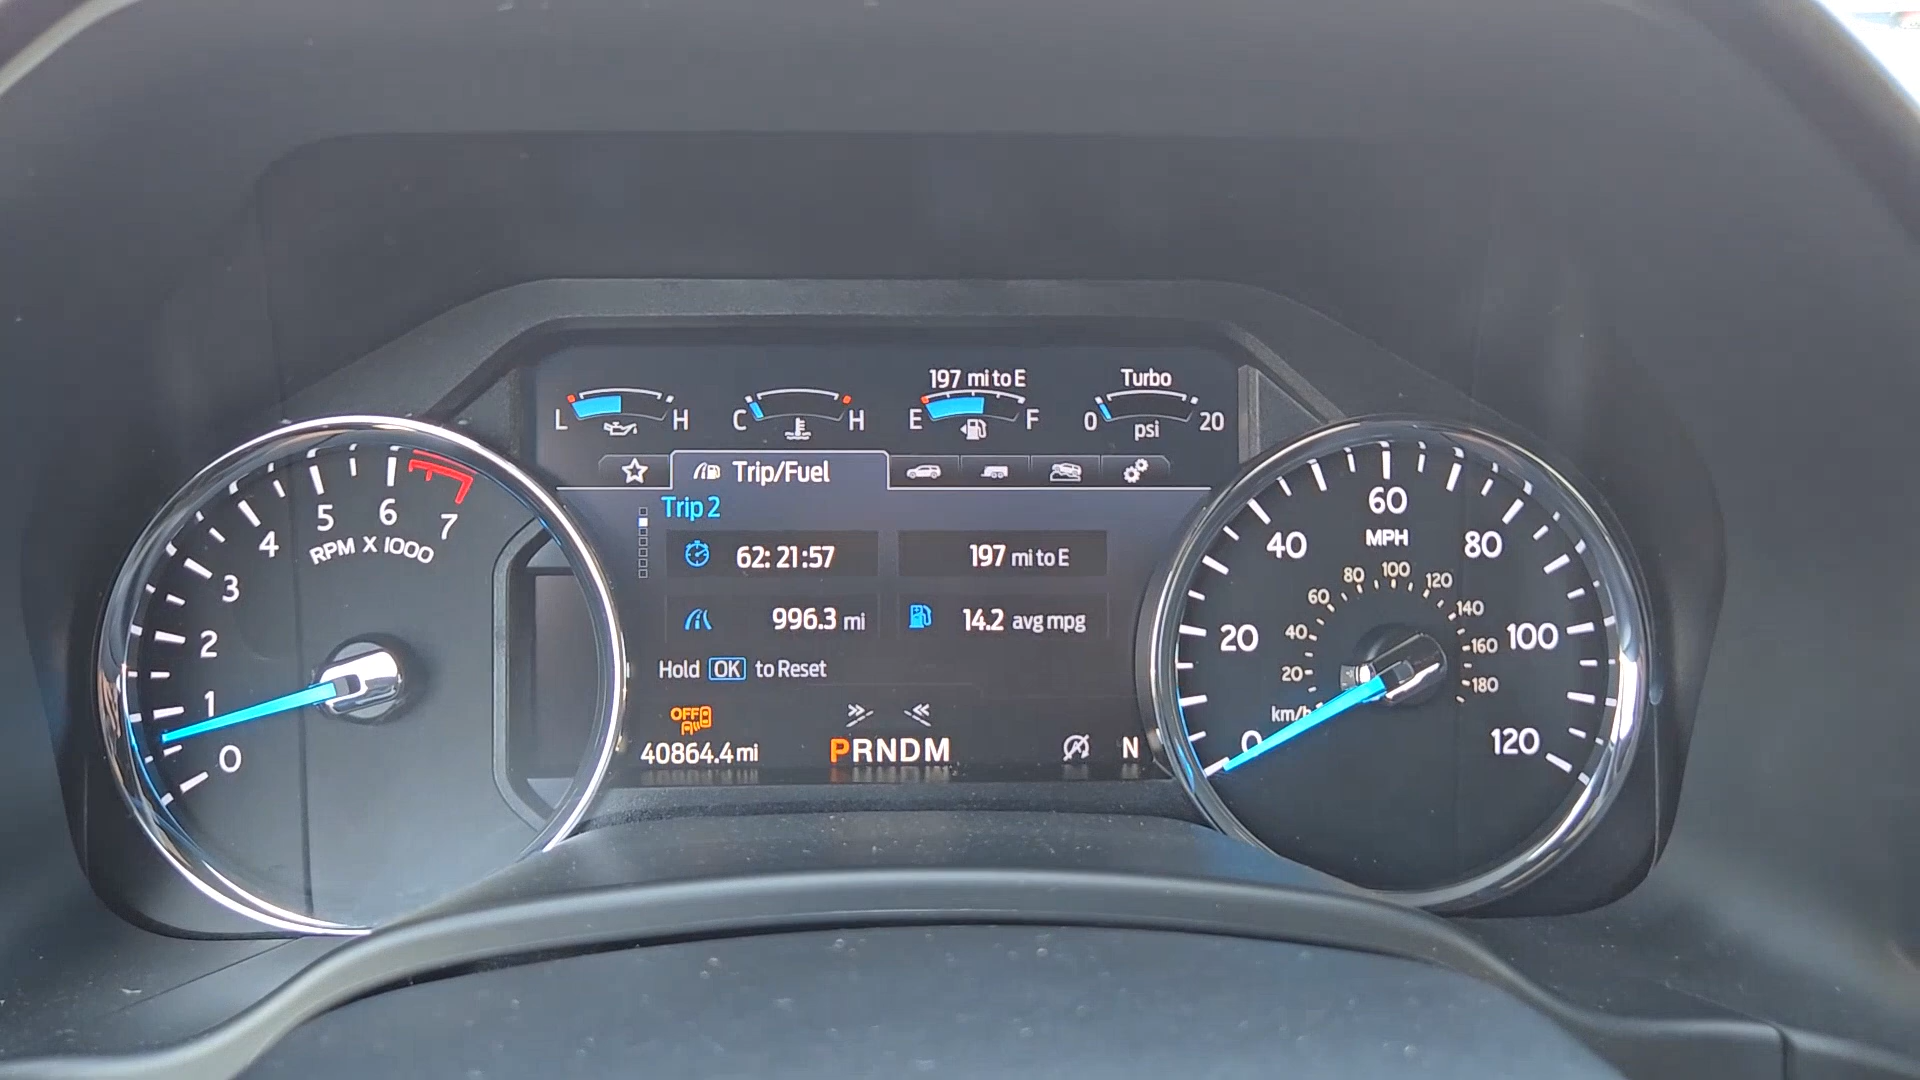 197 mi to E
Turbo
L H
C H
E F
0 20
psi
Trip/Fuel
Trip 2
62:21:57
197 mi to E
996.3 mi
14.2 avg mpg
Hold OK to Reset
OFF
40864.4 mi
PRNDM
N
0 1 2 3 4 5 6 7
RPM X 1000
0 20 40 60 80 100 120
MPH
20 40 60 80 100 120 140 160 180
km/h